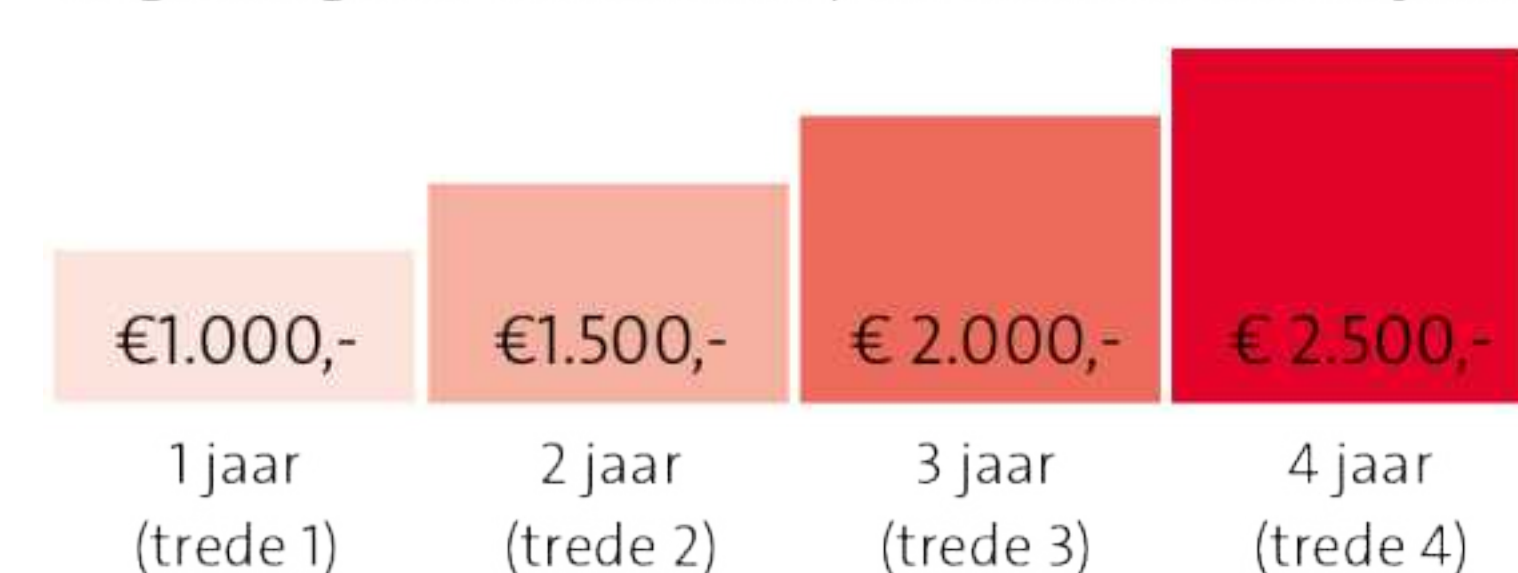 €1.000,- €1.500,- € 2.000,- € 2.500,-
1 jaar 2 jaar 3 jaar 4 jaar
(trede 1) (trede 2) (trede 3) (trede 4)